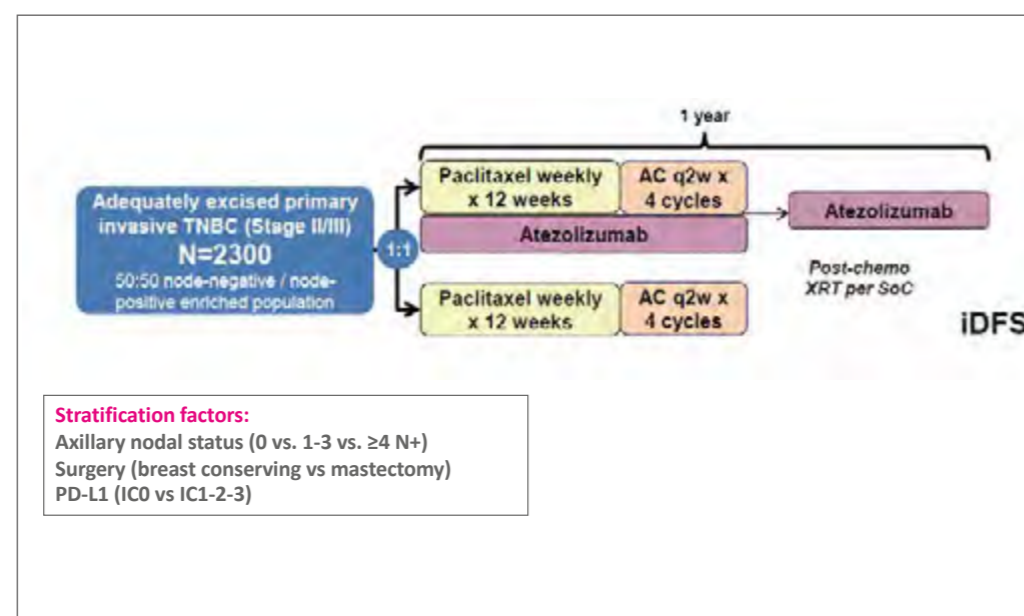 1 year
Adequately excised primary
invasive TNBC (Stage II/III)
N=2300
50:50 node-negative / node-
positive enriched population
1:1
Paclitaxel weekly
x 12 weeks
AC q2w x
4 cycles
Atezolizumab
Atezolizumab
Post-chemo
XRT per SoC
Paclitaxel weekly
x 12 weeks
AC q2w x
4 cycles
iDFS
Stratification factors:
Axillary nodal status (0 vs. 1-3 vs. ≥4 N+)
Surgery (breast conserving vs mastectomy)
PD-L1 (IC0 vs IC1-2-3)